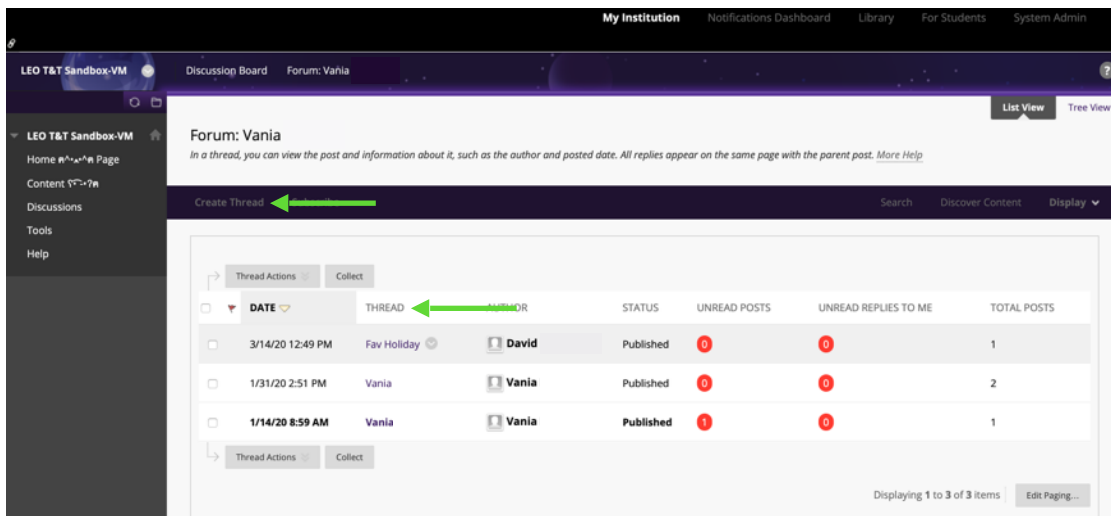 My Institution Notifications Dashboard Library For Students System Admin
LEO T&T Sandbox-VM Discussion Board Forum: Vania ?
List View Tree View
LEO T&T Sandbox-VM
Home Page
Content
Discussions
Tools
Help
Forum: Vania
In a thread, you can view the post and information about it, such as the author and posted date. All replies appear on the same page with the parent post. More Help
Create Thread Subscribe Search Discover Content Display
Thread Actions Collect
DATE THREAD AUTHOR STATUS UNREAD POSTS UNREAD REPLIES TO ME TOTAL POSTS
3/14/20 12:49 PM Fav Holiday David Published 0 0 1
1/31/20 2:51 PM Vania Vania Published 0 0 2
1/14/20 8:59 AM Vania Vania Published 1 0 1
Thread Actions Collect
Displaying 1 to 3 of 3 items Edit Paging...